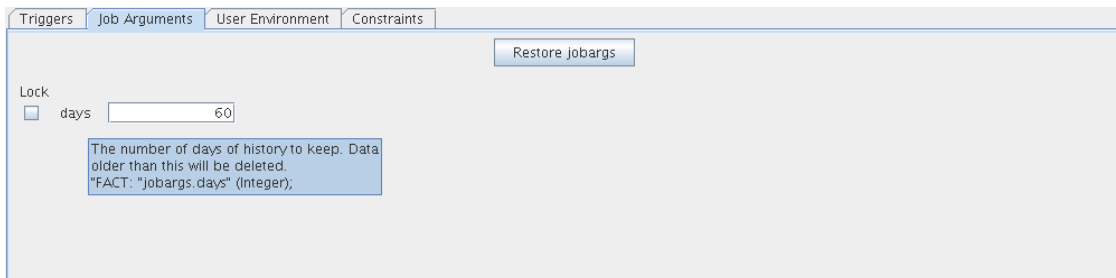 Triggers Job Arguments User Environment Constraints
Restore jobargs
Lock
days 60
The number of days of history to keep. Data
older than this will be deleted.
"FACT: "jobargs.days" (Integer);